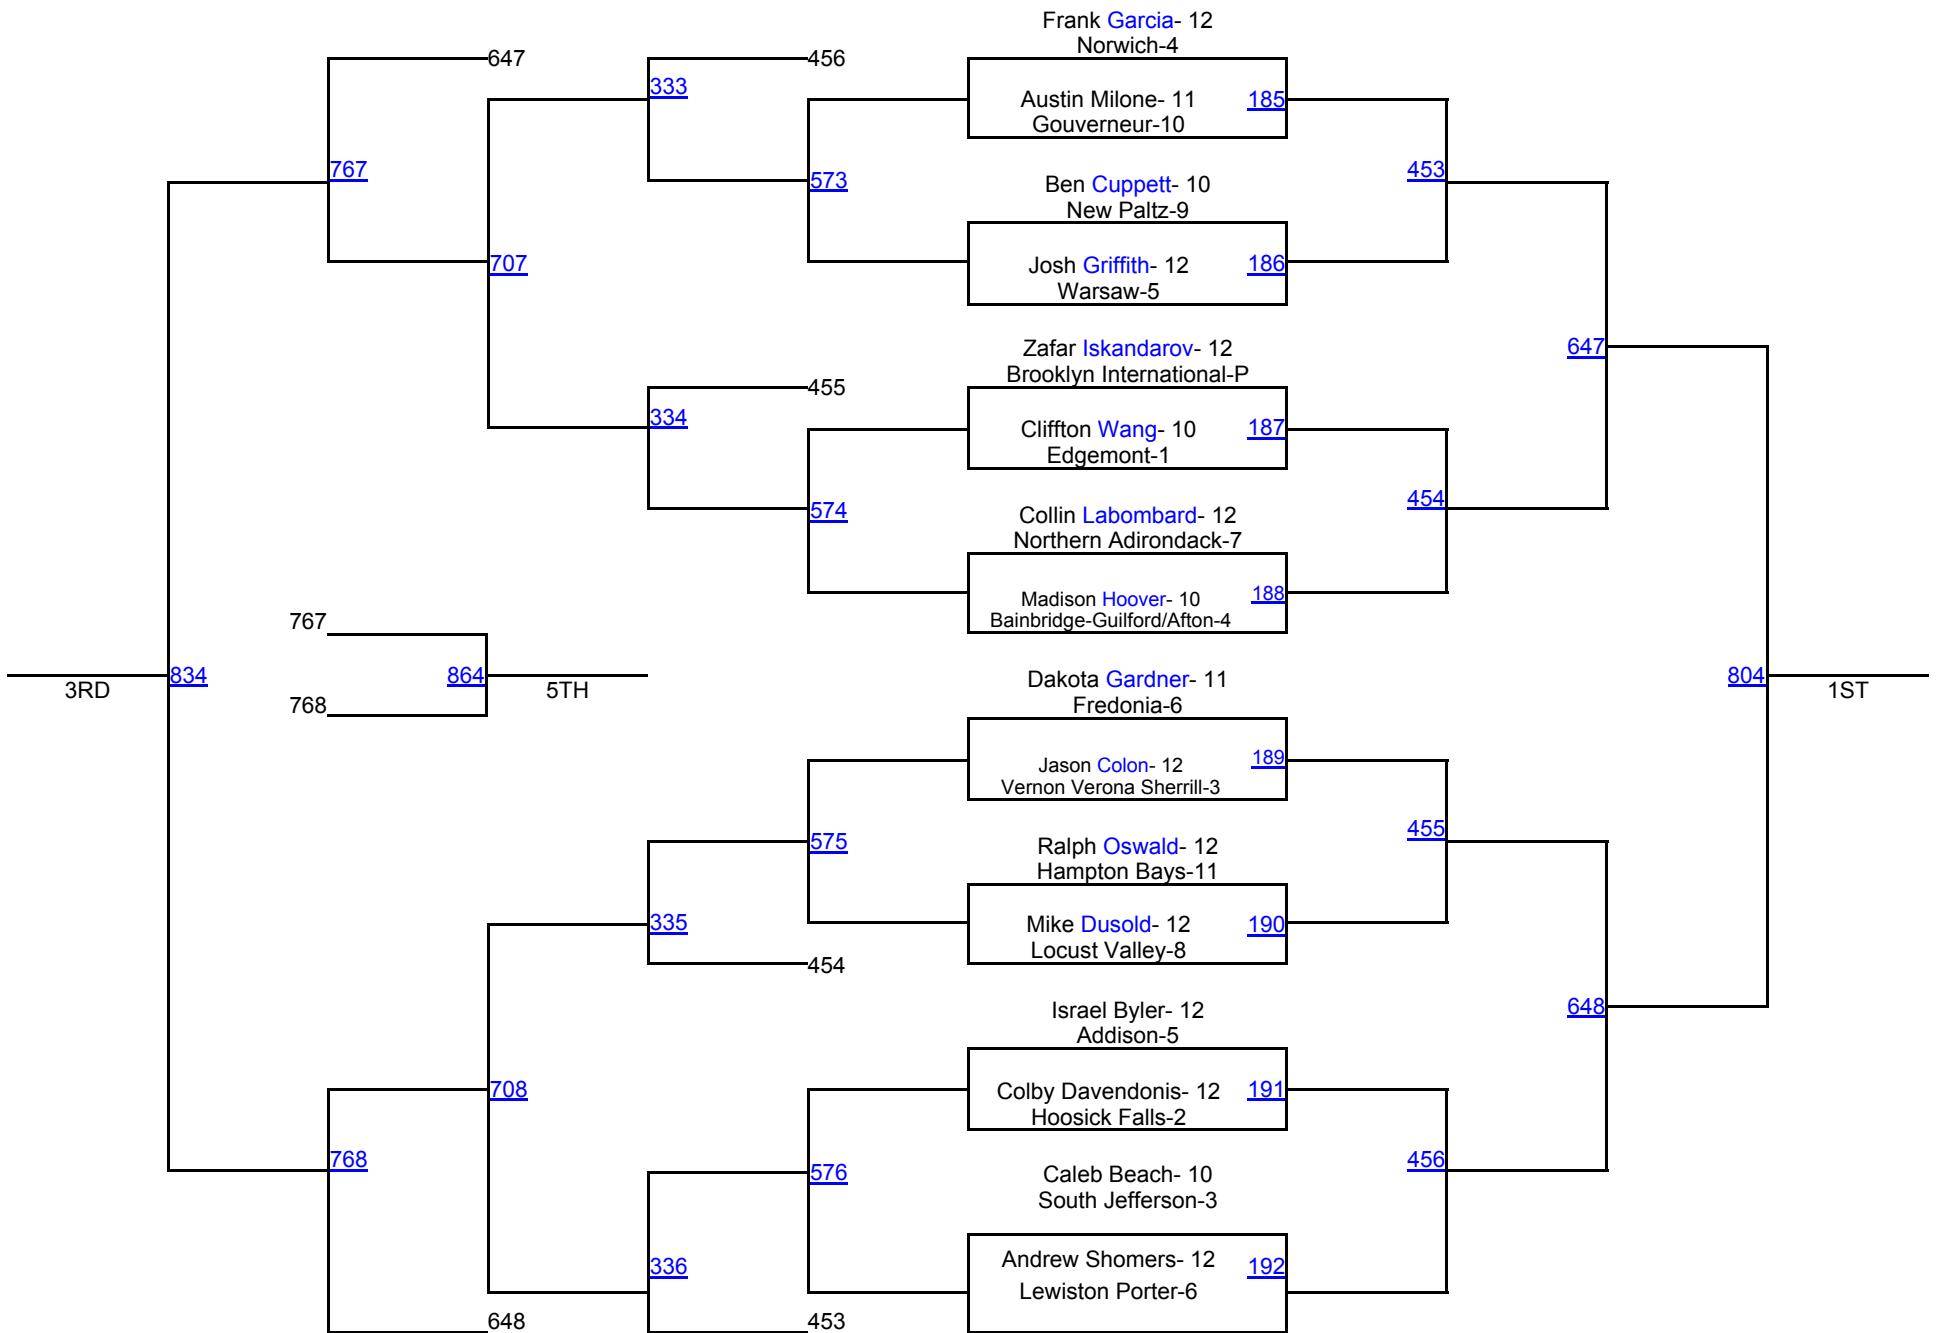 Frank Garcia- 12
Norwich-4
647
456
333
Austin Milone- 11
185
Gouverneur-10
767
573
453
Ben Cuppett- 10
New Paltz-9
707
Josh Griffith- 12
186
Warsaw-5
Zafar Iskandarov- 12
647
Brooklyn International-P
455
334
Cliffton Wang- 10
187
Edgemont-1
574
454
Collin Labombard- 12
Northern Adirondack-7
Madison Hoover- 10
188
Bainbridge-Guilford/Afton-4
767
834
864
804
3RD
5TH
1ST
768
Dakota Gardner- 11
Fredonia-6
Jason Colon- 12
189
Vernon Verona Sherrill-3
575
455
Ralph Oswald- 12
Hampton Bays-11
335
Mike Dusold- 12
190
Locust Valley-8
454
Israel Byler- 12
648
Addison-5
708
Colby Davendonis- 12
191
Hoosick Falls-2
768
576
456
Caleb Beach- 10
South Jefferson-3
336
Andrew Shomers- 12
192
Lewiston Porter-6
648
453